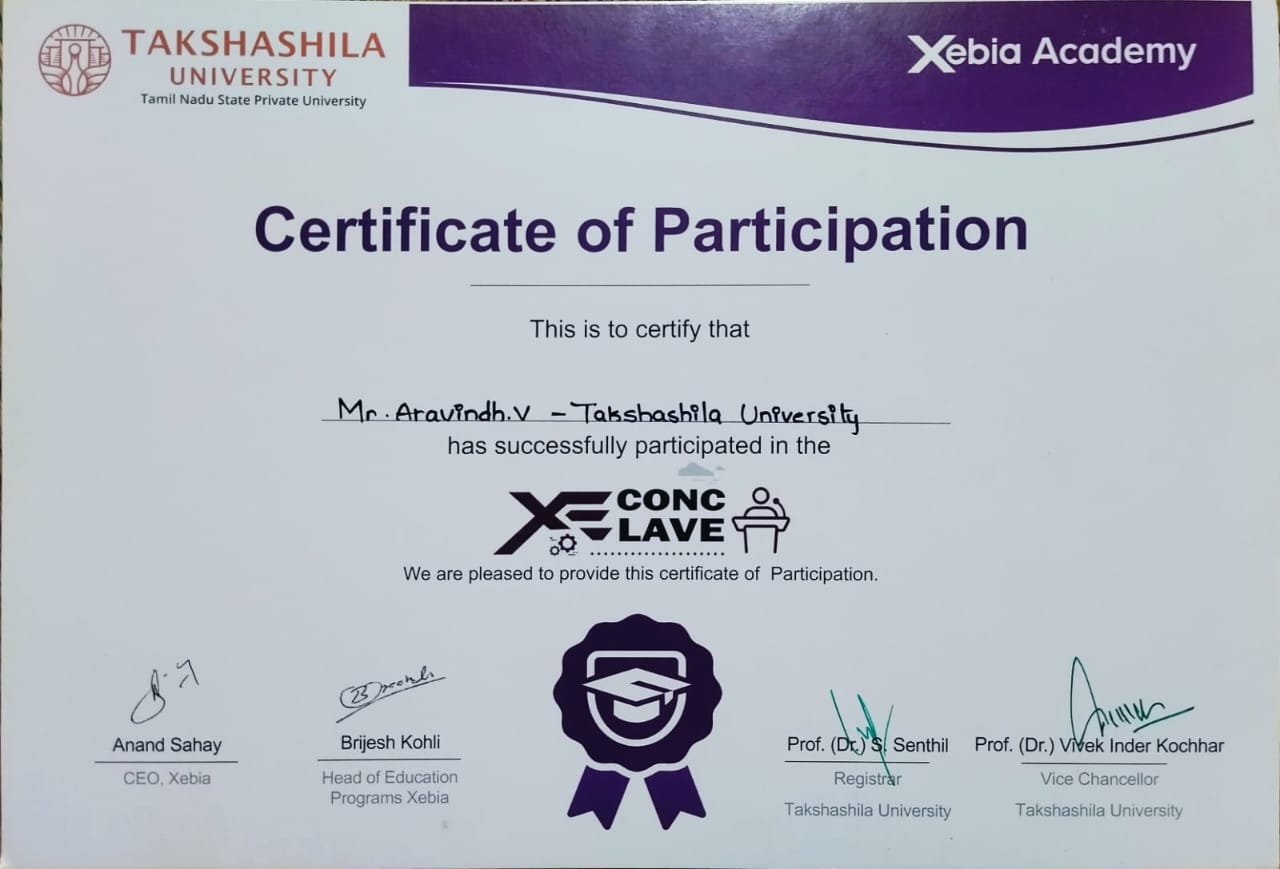 TAKSHASHILA
UNIVERSITY
Tamil Nadu State Private University
Xebia Academy
Certificate of Participation
This is to certify that
Mr. Aravindh.V - Takshashila University
has successfully participated in the
XE CONC
LAVE
We are pleased to provide this certificate of Participation.
Anand Sahay
CEO, Xebia
Brijesh Kohli
Head of Education
Programs Xebia
Prof. (Dr.) S. Senthil
Registrar
Takshashila University
Prof. (Dr.) Vivek Inder Kochhar
Vice Chancellor
Takshashila University